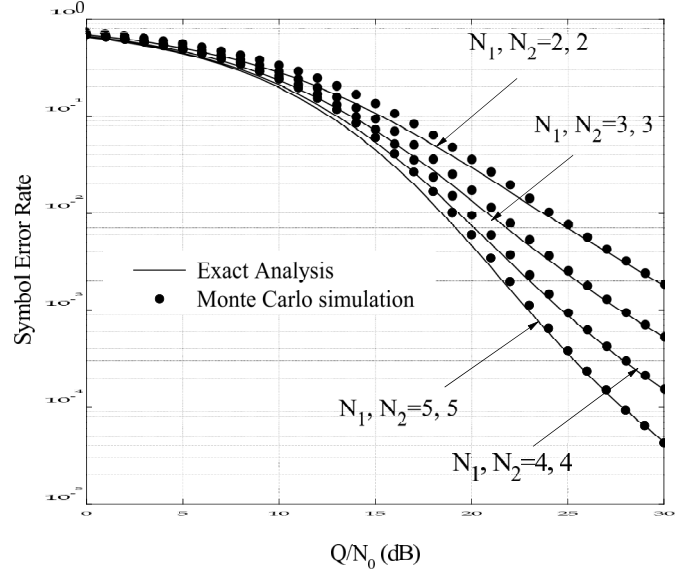 10⁰
N₁, N₂=2, 2
10⁻¹
N₁, N₂=3, 3
Symbol Error Rate
10⁻²
Exact Analysis
Monte Carlo simulation
10⁻³
10⁻⁴
N₁, N₂=5, 5
N₁, N₂=4, 4
10⁻⁵
0 5 10 15 20 25 30
Q/N₀ (dB)